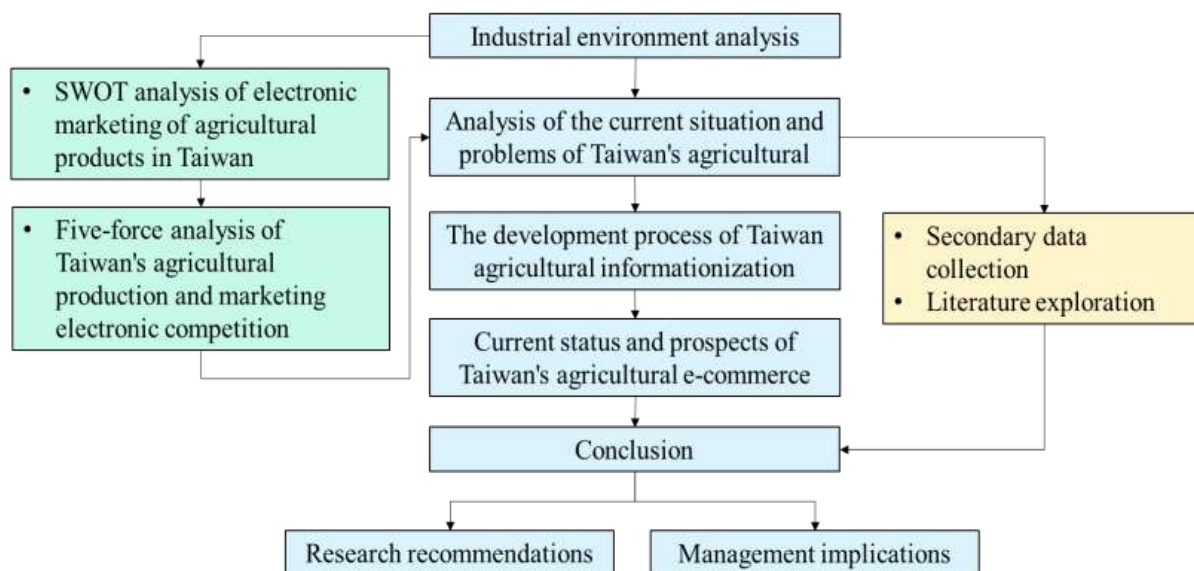 Industrial environment analysis
• SWOT analysis of electronic
marketing of agricultural
products in Taiwan
Analysis of the current situation and
problems of Taiwan's agricultural
• Five-force analysis of
Taiwan's agricultural
production and marketing
electronic competition
The development process of Taiwan
agricultural informationization
• Secondary data
collection
• Literature exploration
Current status and prospects of
Taiwan's agricultural e-commerce
Conclusion
Research recommendations
Management implications